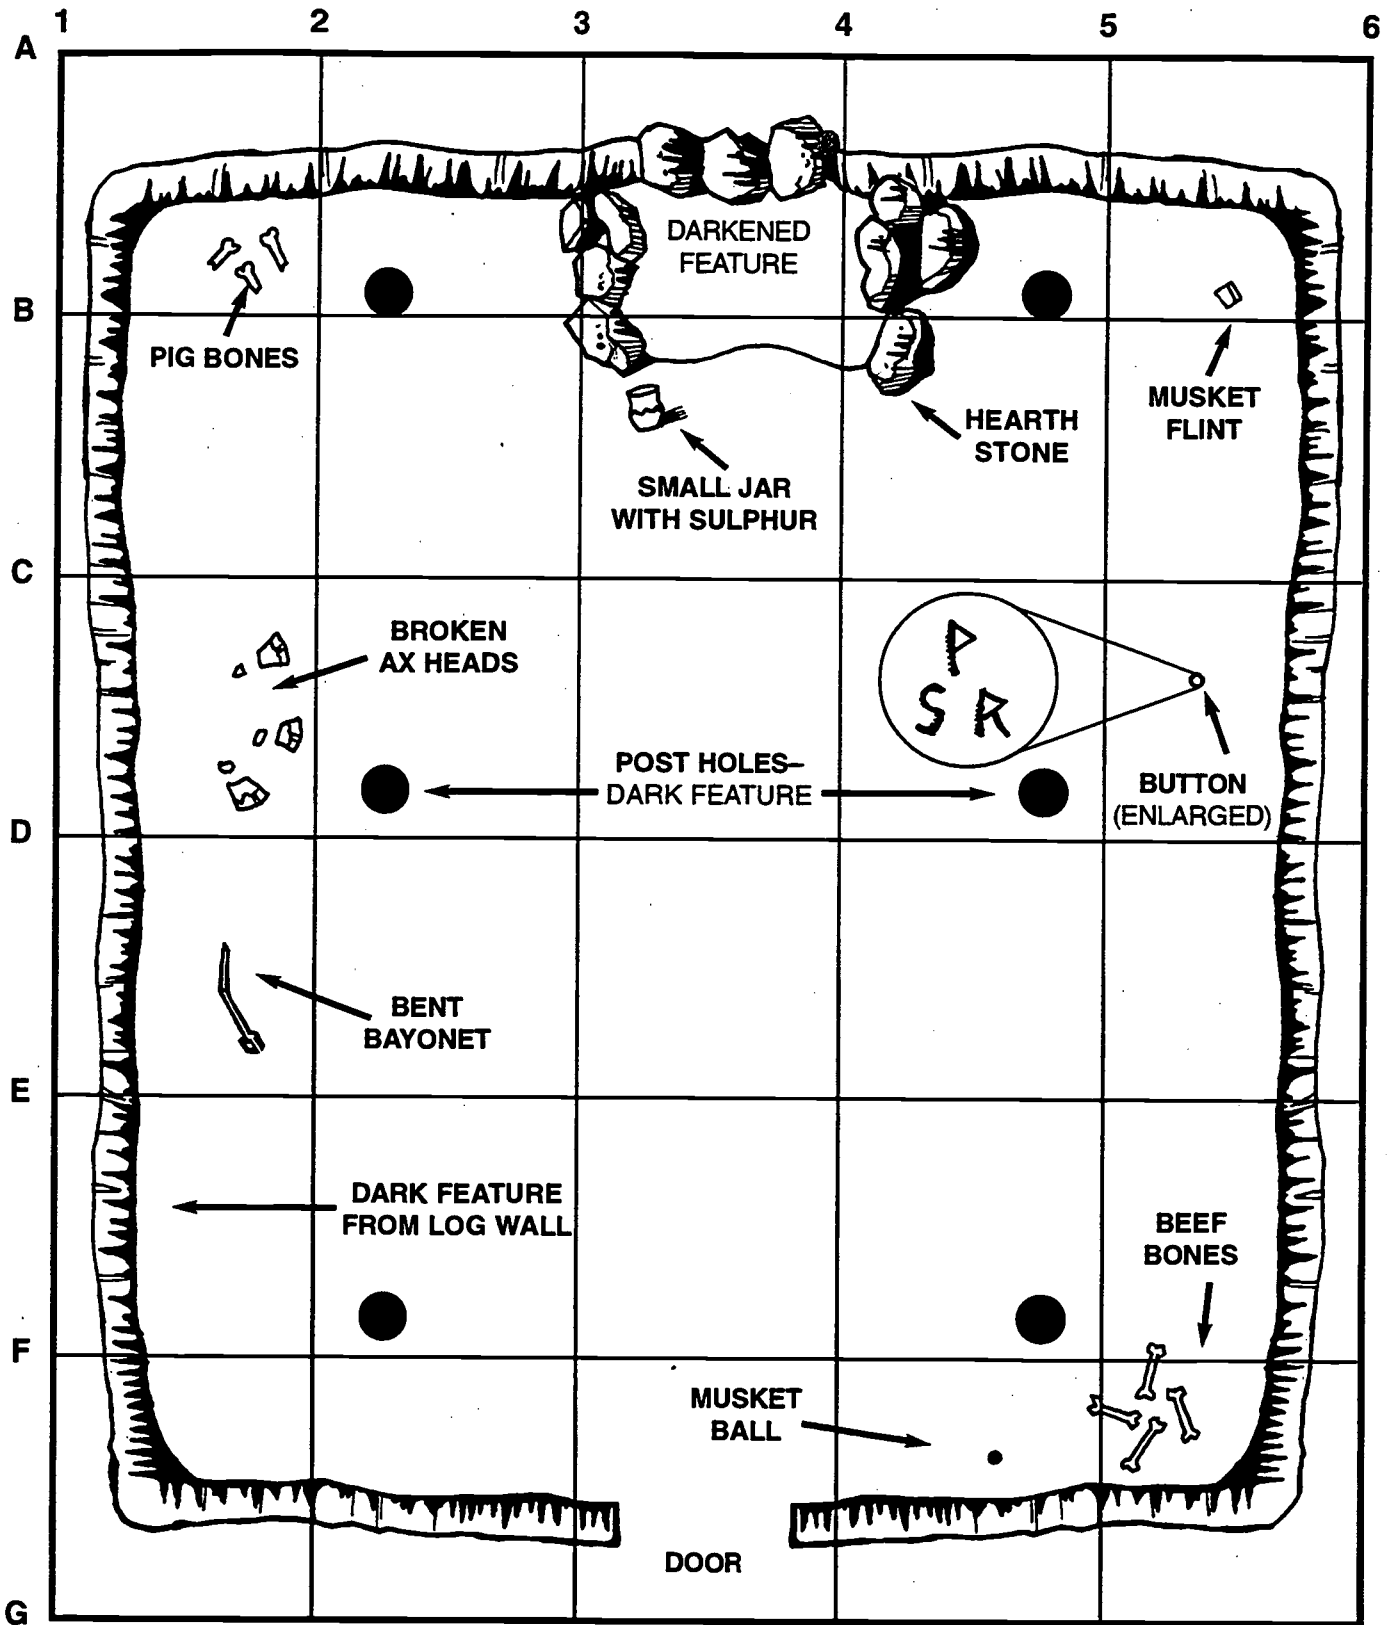 1 2 3 4 5 6
A
DARKENED
FEATURE
B
PIG BONES
MUSKET
FLINT
HEARTH
STONE
SMALL JAR
WITH SULPHUR
C
BROKEN
AX HEADS
P
S R
POST HOLES–
DARK FEATURE
BUTTON
(ENLARGED)
D
BENT
BAYONET
E
DARK FEATURE
FROM LOG WALL
BEEF
BONES
F
MUSKET
BALL
DOOR
G